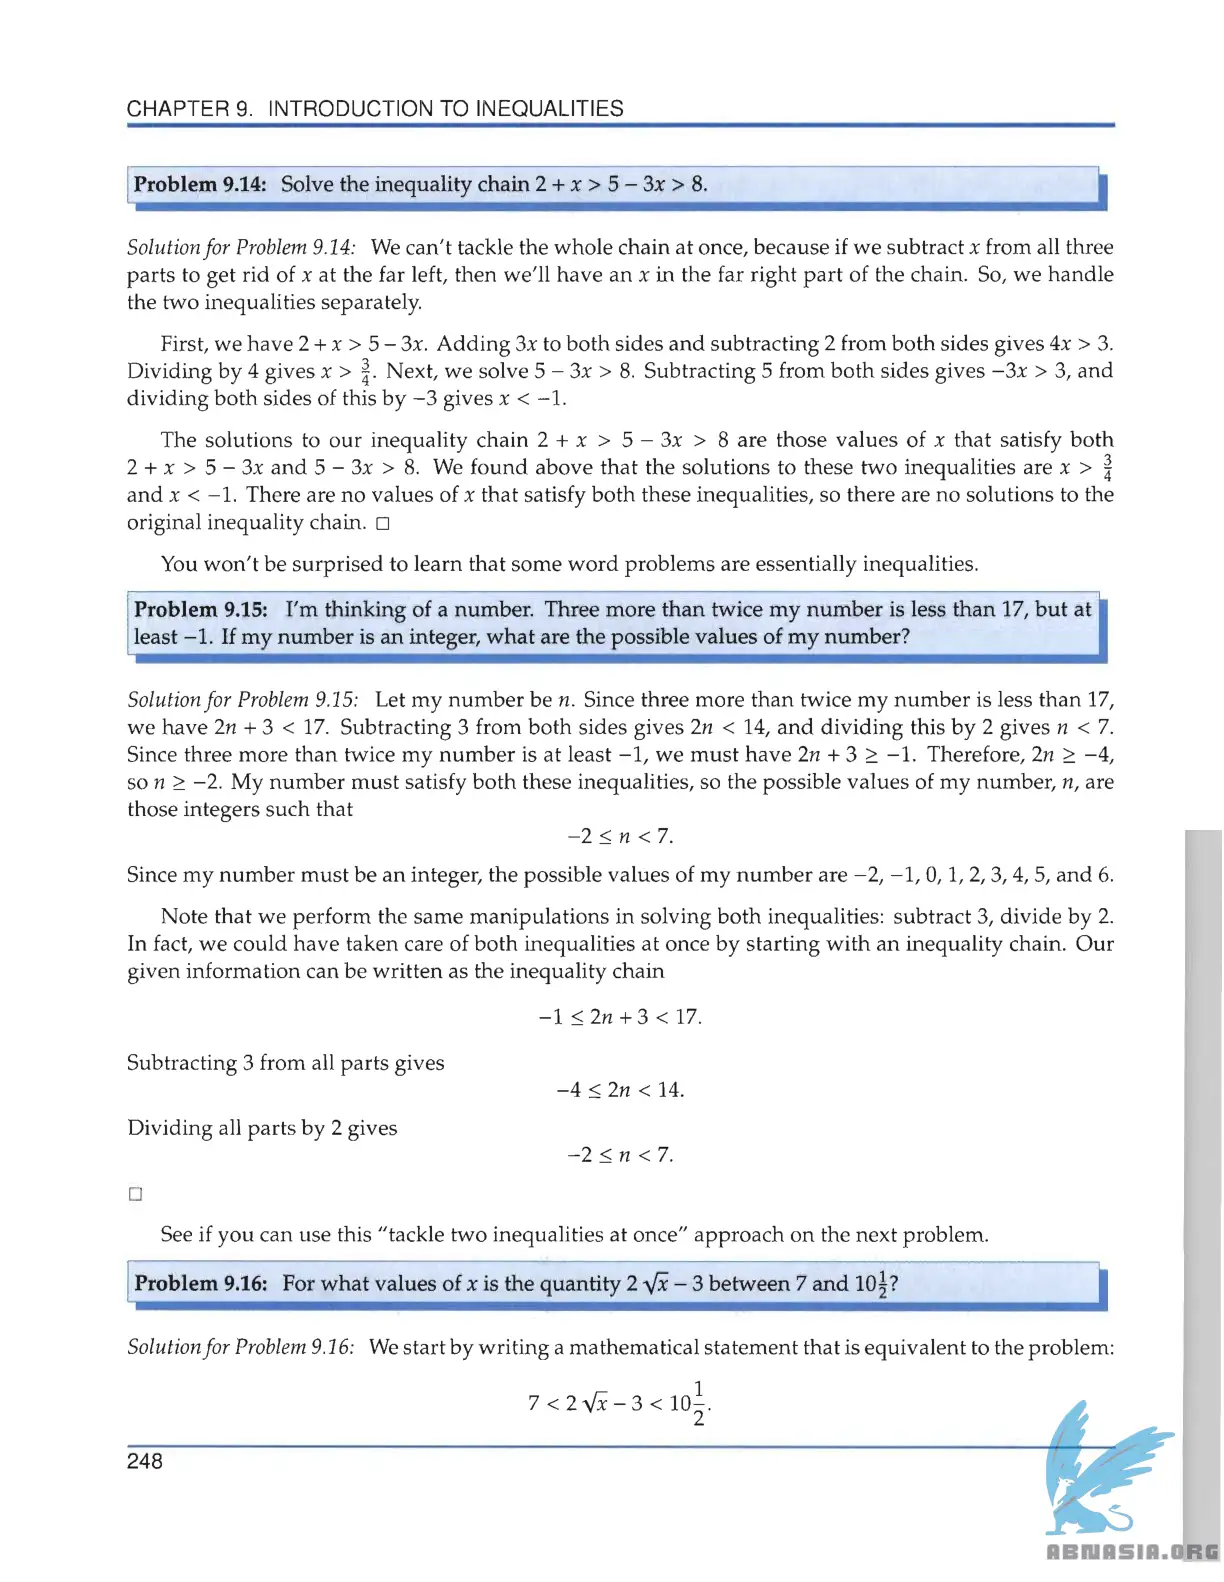 CHAPTER 9. INTRODUCTION TO INEQUALITIES
Problem 9.14: Solve the inequality chain 2 + x > 5 − 3x > 8.
Solution for Problem 9.14: We can't tackle the whole chain at once, because if we subtract x from all three
parts to get rid of x at the far left, then we'll have an x in the far right part of the chain. So, we handle
the two inequalities separately.
First, we have 2 + x > 5 − 3x. Adding 3x to both sides and subtracting 2 from both sides gives 4x > 3.
Dividing by 4 gives x > 3/4. Next, we solve 5 − 3x > 8. Subtracting 5 from both sides gives −3x > 3, and
dividing both sides of this by −3 gives x < −1.
The solutions to our inequality chain 2 + x > 5 − 3x > 8 are those values of x that satisfy both
2 + x > 5 − 3x and 5 − 3x > 8. We found above that the solutions to these two inequalities are x > 3/4
and x < −1. There are no values of x that satisfy both these inequalities, so there are no solutions to the
original inequality chain. □
You won't be surprised to learn that some word problems are essentially inequalities.
Problem 9.15: I'm thinking of a number. Three more than twice my number is less than 17, but at
least −1. If my number is an integer, what are the possible values of my number?
Solution for Problem 9.15: Let my number be n. Since three more than twice my number is less than 17,
we have 2n + 3 < 17. Subtracting 3 from both sides gives 2n < 14, and dividing this by 2 gives n < 7.
Since three more than twice my number is at least −1, we must have 2n + 3 ≥ −1. Therefore, 2n ≥ −4,
so n ≥ −2. My number must satisfy both these inequalities, so the possible values of my number, n, are
those integers such that
−2 ≤ n < 7.
Since my number must be an integer, the possible values of my number are −2, −1, 0, 1, 2, 3, 4, 5, and 6.
Note that we perform the same manipulations in solving both inequalities: subtract 3, divide by 2.
In fact, we could have taken care of both inequalities at once by starting with an inequality chain. Our
given information can be written as the inequality chain
−1 ≤ 2n + 3 < 17.
Subtracting 3 from all parts gives
−4 ≤ 2n < 14.
Dividing all parts by 2 gives
−2 ≤ n < 7.
□
See if you can use this "tackle two inequalities at once" approach on the next problem.
Problem 9.16: For what values of x is the quantity 2√x − 3 between 7 and 10 1/2?
Solution for Problem 9.16: We start by writing a mathematical statement that is equivalent to the problem:
7 < 2√x − 3 < 10 1/2.
248
ABNASIA.ORG